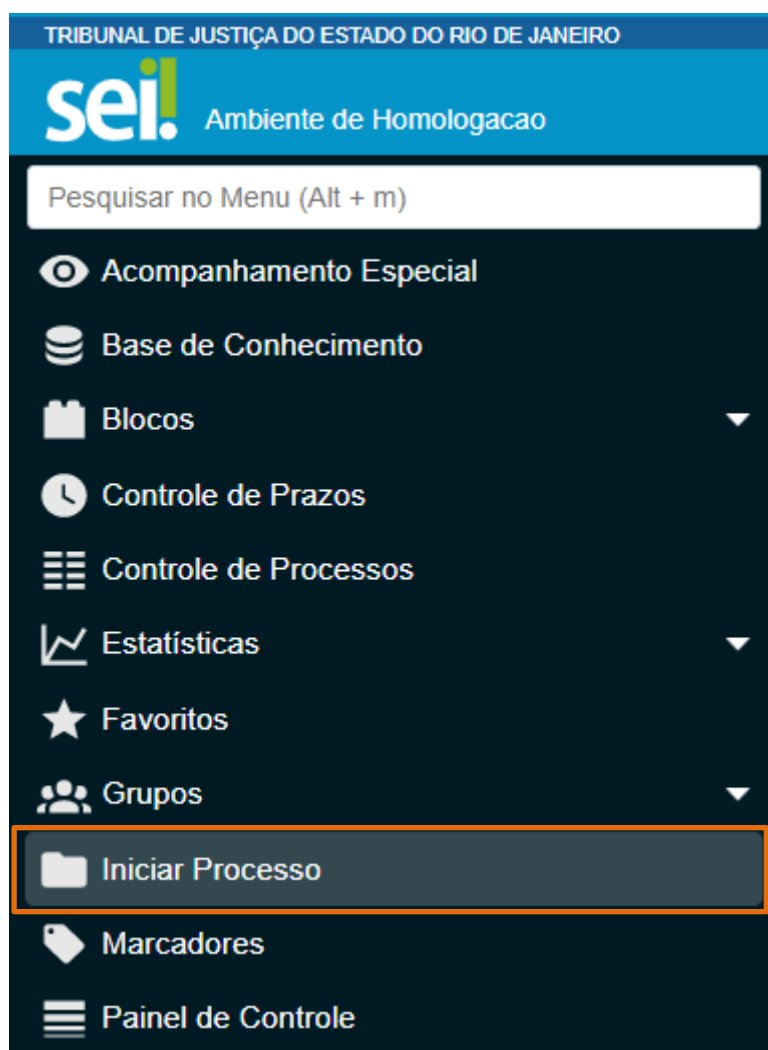 TRIBUNAL DE JUSTIÇA DO ESTADO DO RIO DE JANEIRO
sei! Ambiente de Homologacao
Pesquisar no Menu (Alt + m)
Acompanhamento Especial
Base de Conhecimento
Blocos
Controle de Prazos
Controle de Processos
Estatísticas
Favoritos
Grupos
Iniciar Processo
Marcadores
Painel de Controle